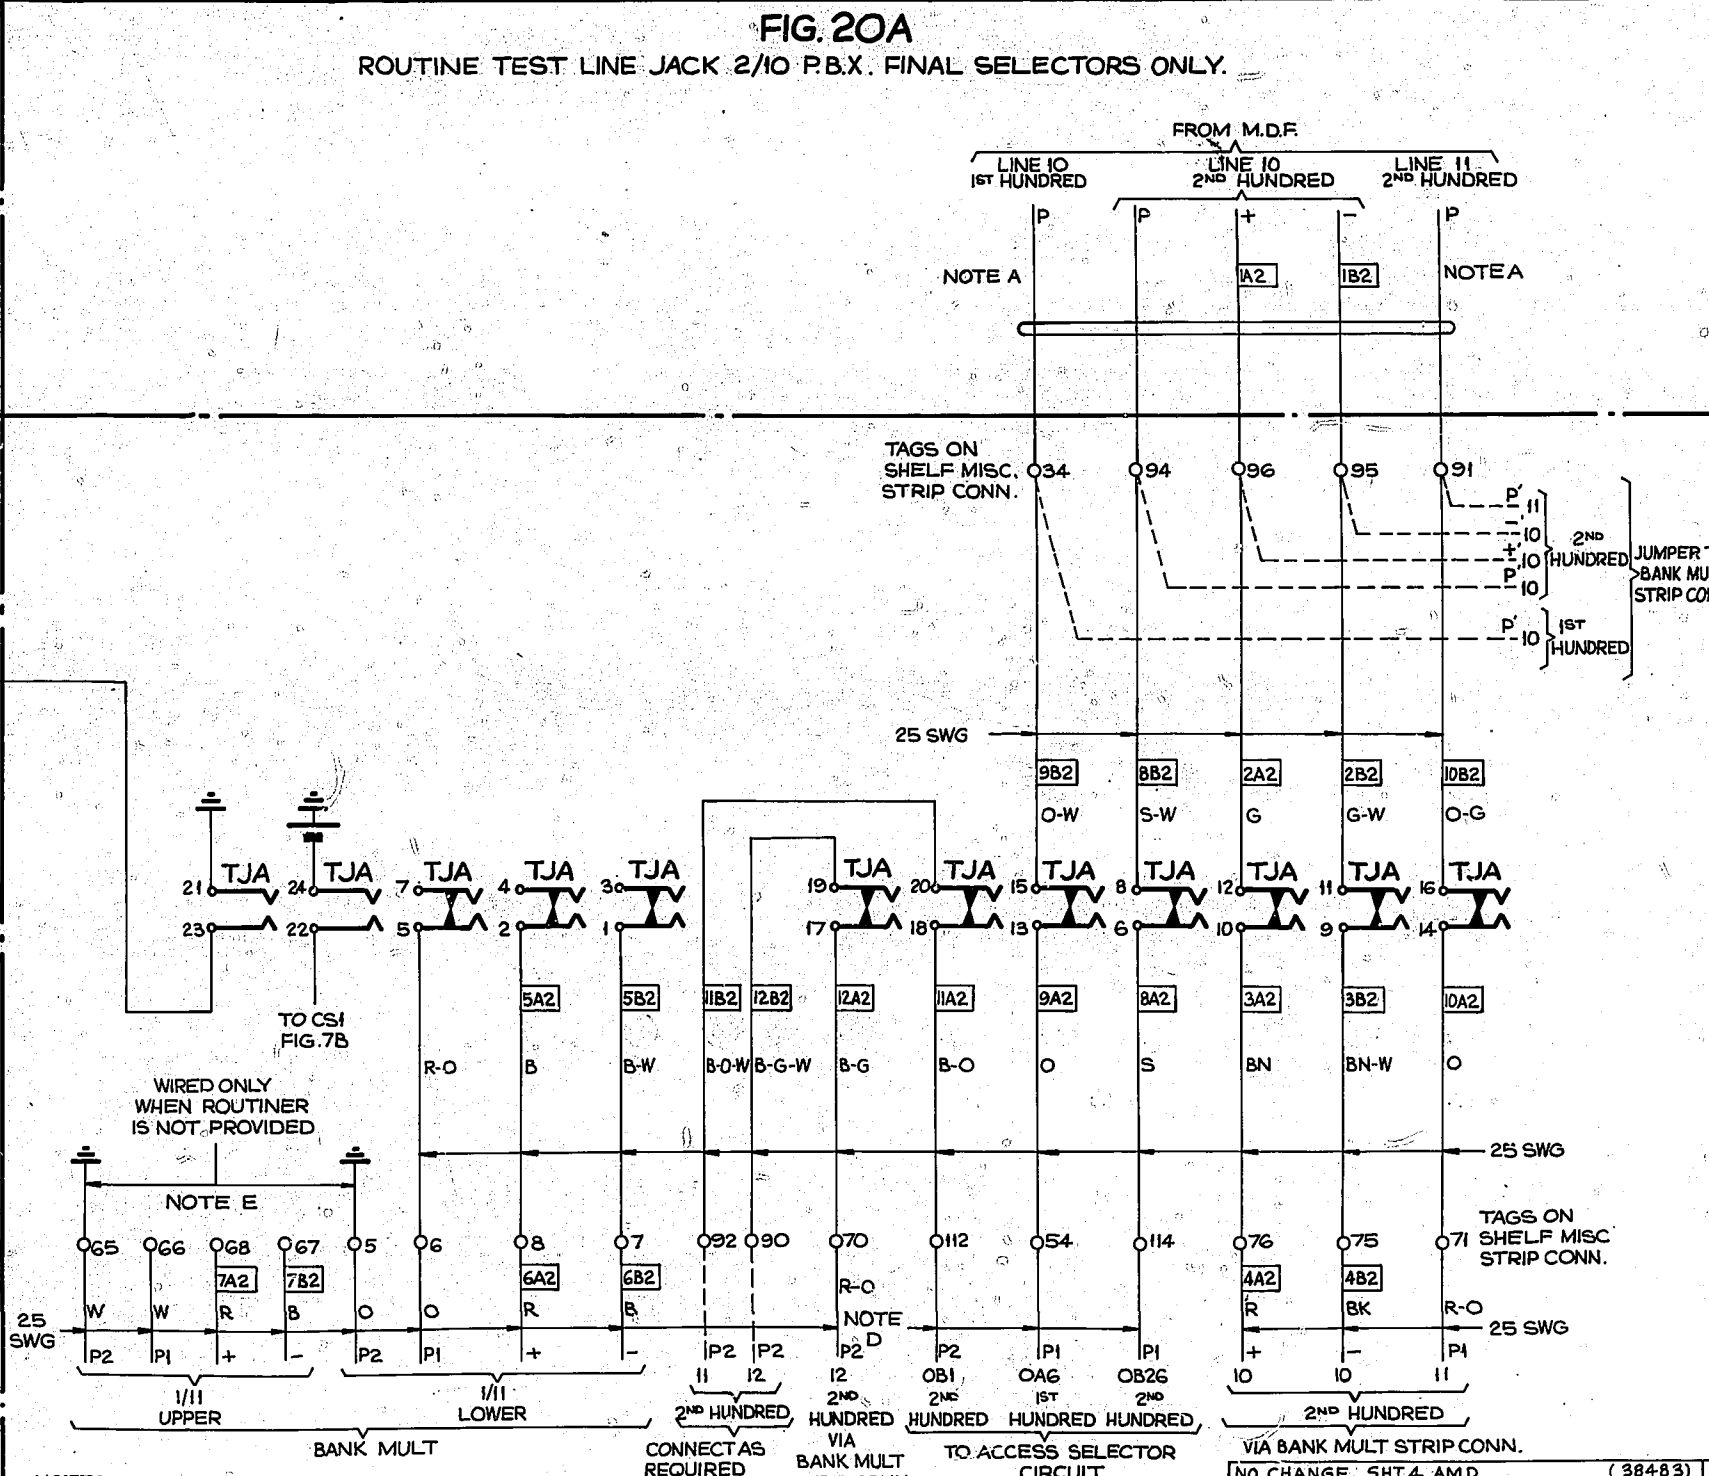 FIG. 20A
ROUTINE TEST LINE JACK 2/10 P.B.X. FINAL SELECTORS ONLY.
FROM M.D.F.
LINE 10 LINE 10 LINE 11
1ST HUNDRED 2ND HUNDRED 2ND HUNDRED
P P + - P
NOTE A 1A2 1B2 NOTE A
TAGS ON
SHELF MISC. 34 94 96 95 91
STRIP CONN.
P' 11
-' 10 2ND
+' 10 HUNDRED JUMPER
P' 10 BANK
STRIP
P' 10 1ST
HUNDRED
25 SWG
9B2 8B2 2A2 2B2 10B2
O-W S-W G G-W O-G
TJA TJA TJA TJA TJA TJA TJA TJA TJA TJA TJA TJA
21 24 7 4 3 19 20 15 8 12 11 16
23 22 5 2 1 17 18 13 6 10 9 14
5A2 5B2 11B2 12B2 12A2 11A2 9A2 8A2 3A2 3B2 10A2
TO CS1
FIG. 7B
R-O B B-W B-O-W B-G-W B-G B-O O S BN BN-W O
WIRED ONLY
WHEN ROUTINER
IS NOT PROVIDED
25 SWG
NOTE E
TAGS ON
SHELF MISC
STRIP CONN.
65 66 68 67 5 6 8 7 92 90 70 112 54 114 76 75 71
7A2 7B2 6A2 6B2 R-O 4A2 4B2
W W R B O O R B R BK R-O
25
SWG
NOTE
D
25 SWG
P2 P1 + - P2 P1 + - P2 P2 P2 P2 P1 P1 + - P1
11 12 12 OB1 OA6 OB26 10 10 11
1/11
UPPER
1/11
LOWER
BANK MULT
2ND HUNDRED
CONNECT AS
REQUIRED
2ND
HUNDRED
VIA
BANK MULT
2ND 1ST 2ND
HUNDRED HUNDRED HUNDRED
TO ACCESS SELECTOR
CIRCUIT
2ND HUNDRED
VIA BANK MULT STRIP CONN.
NO CHANGE. SHT.4 AMD. (38483)